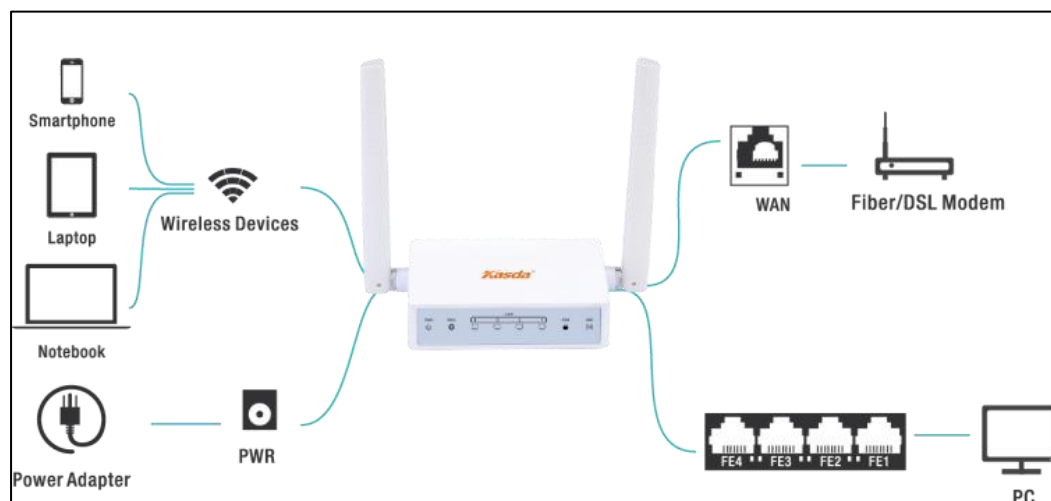 Smartphone
Laptop
Notebook
Power Adapter
Wireless Devices
PWR
Kasda
WAN
Fiber/DSL Modem
FE4 FE3 FE2 FE1
PC